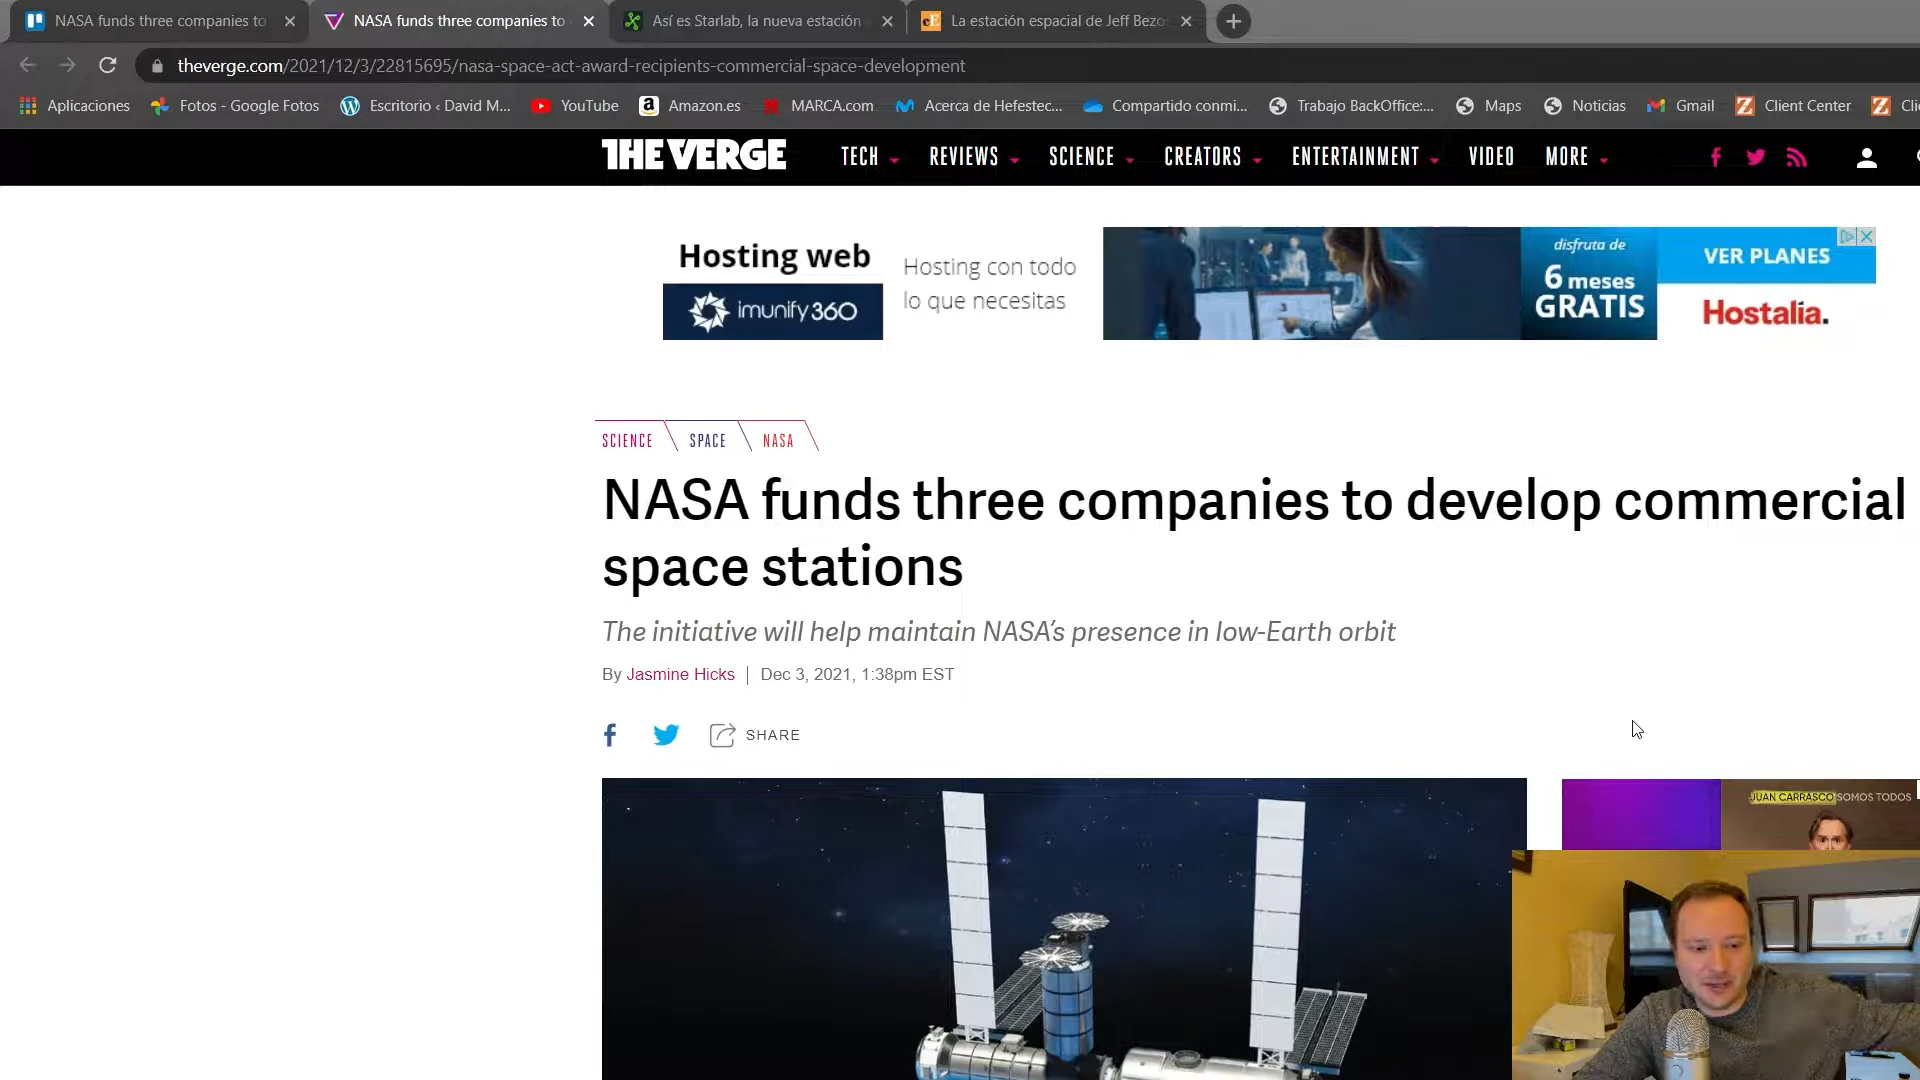 NASA funds three companies to
NASA funds three companies to
Así es Starlab, la nueva estación
La estación espacial de Jeff Bezo
theverge.com/2021/12/3/22815695/nasa-space-act-award-recipients-commercial-space-development
Aplicaciones
Fotos - Google Fotos
Escritorio ‹ David M...
YouTube
Amazon.es
MARCA.com
Acerca de Hefestec...
Compartido conmi...
Trabajo BackOffice:...
Maps
Noticias
Gmail
Client Center
Cli
THE VERGE
TECH
REVIEWS
SCIENCE
CREATORS
ENTERTAINMENT
VIDEO
MORE
Hosting web
imunify360
Hosting con todo
lo que necesitas
disfruta de
6 meses
GRATIS
VER PLANES
Hostalia.
SCIENCE
SPACE
NASA
NASA funds three companies to develop commercial
space stations
The initiative will help maintain NASA's presence in low-Earth orbit
By Jasmine Hicks | Dec 3, 2021, 1:38pm EST
SHARE
JUAN CARRASCO SOMOS TODOS